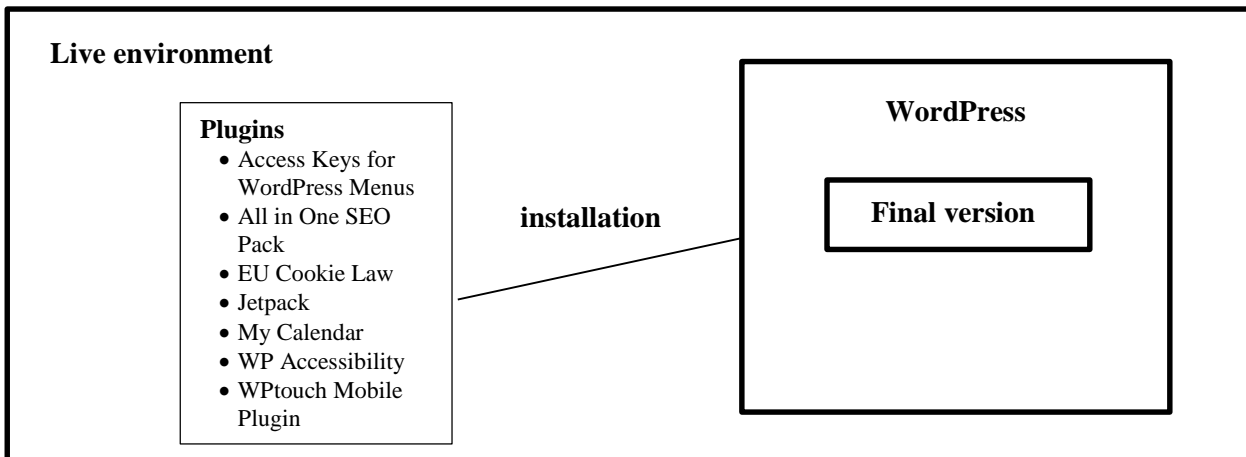 Live environment
Plugins
• Access Keys for
WordPress Menus
• All in One SEO
Pack
• EU Cookie Law
• Jetpack
• My Calendar
• WP Accessibility
• WPtouch Mobile
Plugin
installation
WordPress
Final version